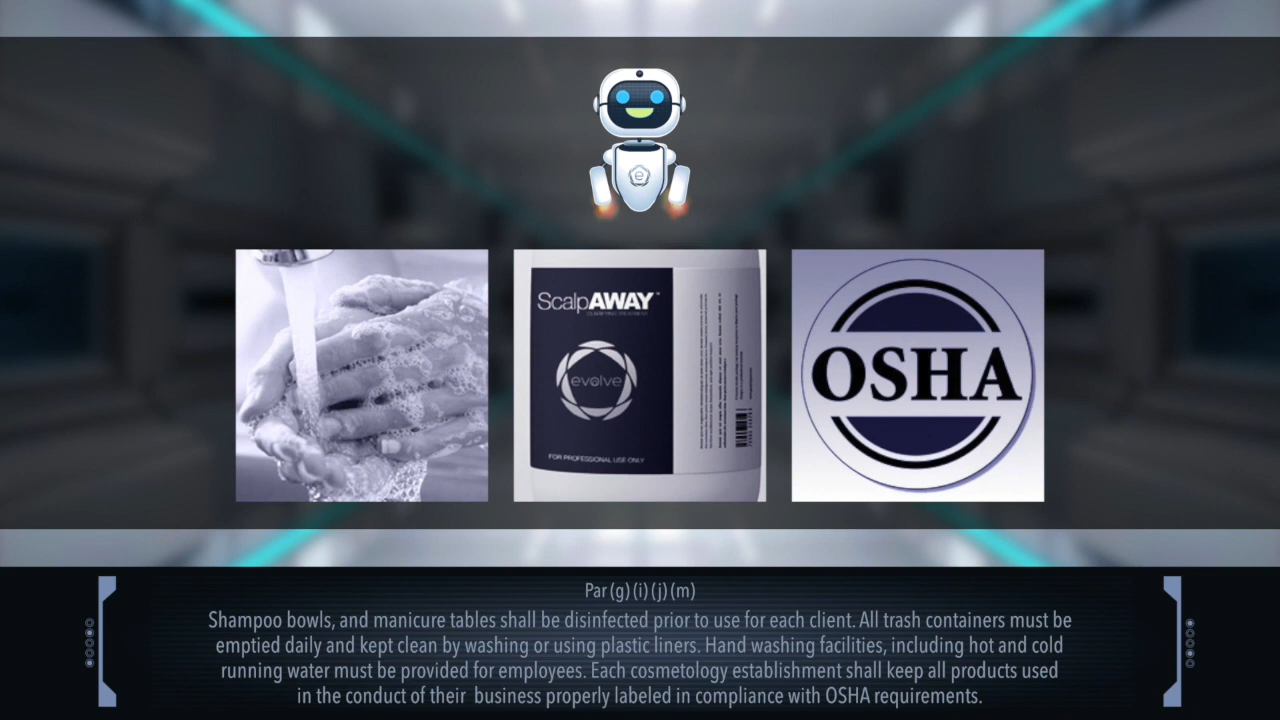 e
ScalpAWAY™
CLARIFYING TREATMENT
evolve
FOR PROFESSIONAL USE ONLY
OSHA
Par (g) (i) (j) (m)
Shampoo bowls, and manicure tables shall be disinfected prior to use for each client. All trash containers must be
emptied daily and kept clean by washing or using plastic liners. Hand washing facilities, including hot and cold
running water must be provided for employees. Each cosmetology establishment shall keep all products used
in the conduct of their business properly labeled in compliance with OSHA requirements.